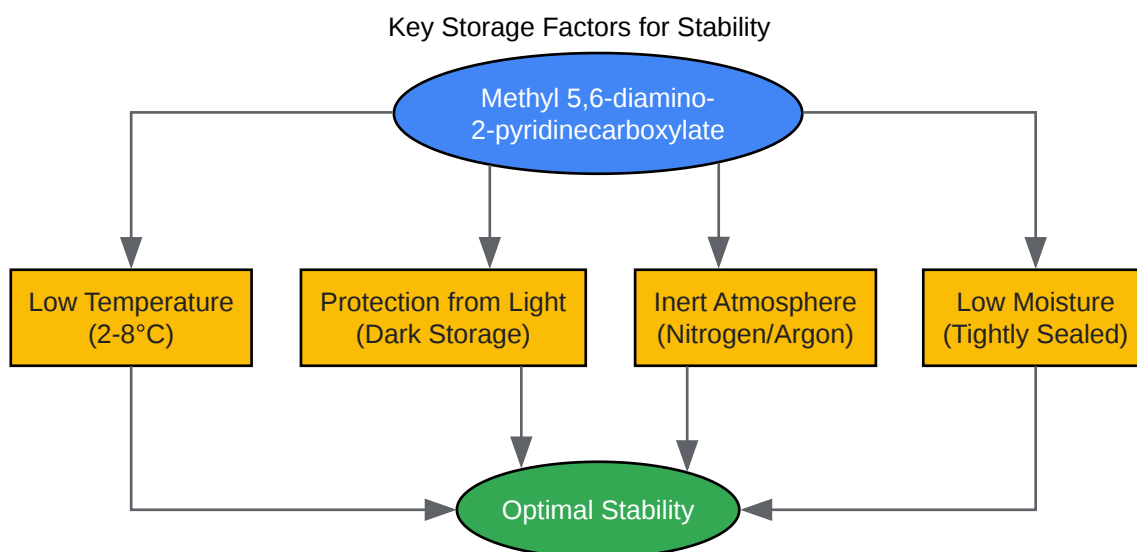 Key Storage Factors for Stability
Methyl 5,6-diamino-
2-pyridinecarboxylate
Low Temperature
(2-8°C)
Protection from Light
(Dark Storage)
Inert Atmosphere
(Nitrogen/Argon)
Low Moisture
(Tightly Sealed)
Optimal Stability